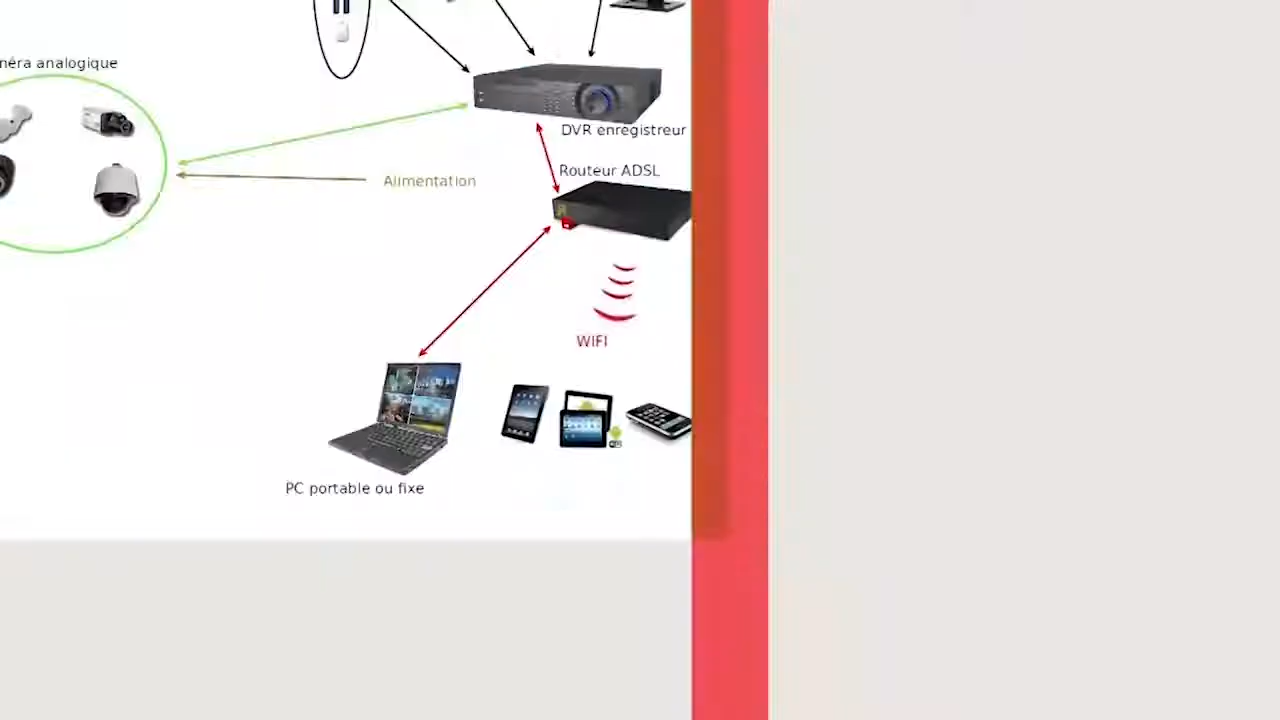 néra analogique
DVR enregistreur
Routeur ADSL
Alimentation
WIFI
PC portable ou fixe